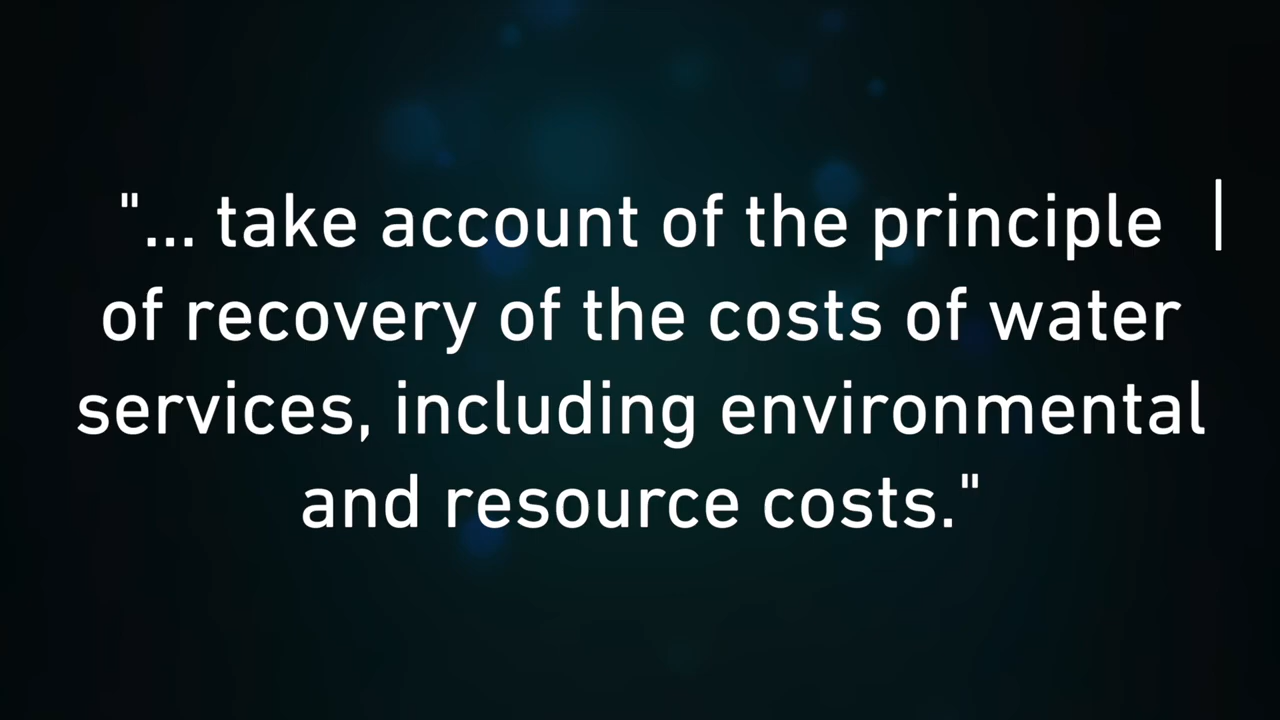 "... take account of the principle |
of recovery of the costs of water
services, including environmental
and resource costs."